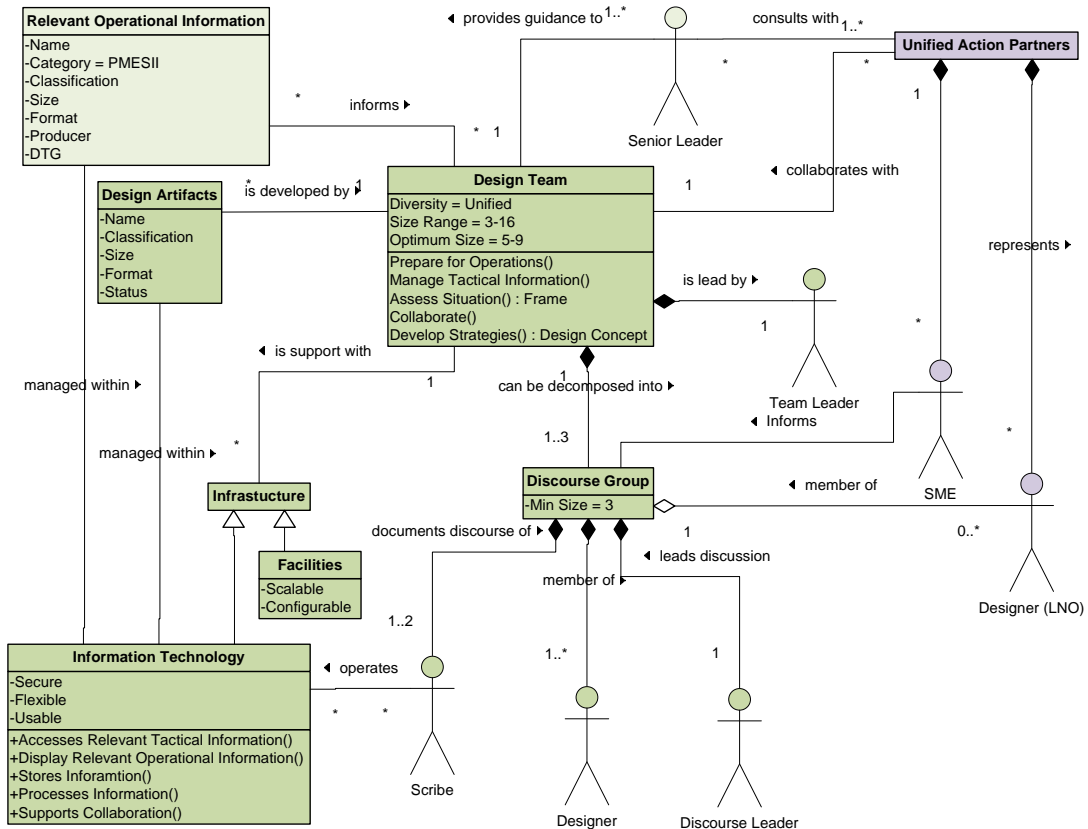 Relevant Operational Information
-Name
-Category = PMESII
-Classification
-Size
-Format
-Producer
-DTG
◄ provides guidance to
1..*
consults with
1..*
Unified Action Partners
*
*
1
Senior Leader
*
informs ►
*
1
◄ collaborates with
1
represents ►
Design Artifacts
-Name
-Classification
-Size
-Format
-Status
*
is developed by ►
1
Design Team
Diversity = Unified
Size Range = 3-16
Optimum Size = 5-9
Prepare for Operations()
Manage Tactical Information()
Assess Situation() : Frame
Collaborate()
Develop Strategies() : Design Concept
is lead by ►
1
Team Leader
*
◄ is support with
1
managed within ►
1
can be decomposed into ►
◄ Informs
1..3
*
managed within ►
*
SME
Infrastucture
Discourse Group
-Min Size = 3
◄ member of
1
0..*
Designer (LNO)
documents discourse of ►
◄ leads discussion
member of ►
Facilities
-Scalable
-Configurable
1..2
1..*
1
Information Technology
-Secure
-Flexible
-Usable
+Accesses Relevant Tactical Information()
+Display Relevant Operational Information()
+Stores Inforamtion()
+Processes Information()
+Supports Collaboration()
◄ operates
*
*
Scribe
Designer
Discourse Leader